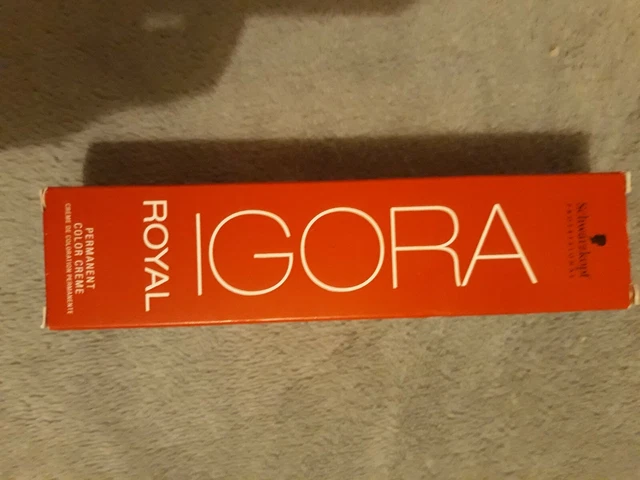 Schwarzkopf
PROFESSIONAL
IGORA
ROYAL
PERMANENT
COLOR CREME
CRÈME DE COLORATION PERMANENTE